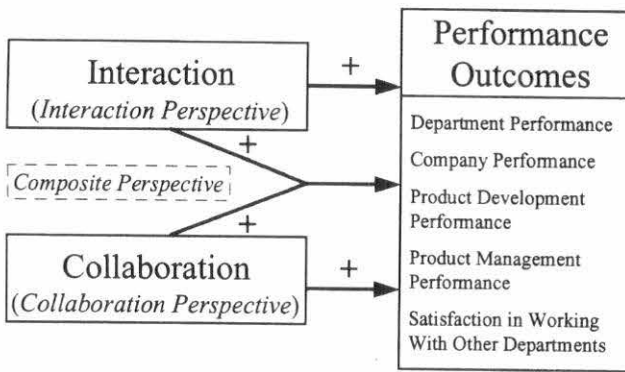 Interaction
(Interaction Perspective)
+
+
Composite Perspective
+
Collaboration
(Collaboration Perspective)
+
Performance
Outcomes
Department Performance
Company Performance
Product Development
Performance
Product Management
Performance
Satisfaction in Working
With Other Departments